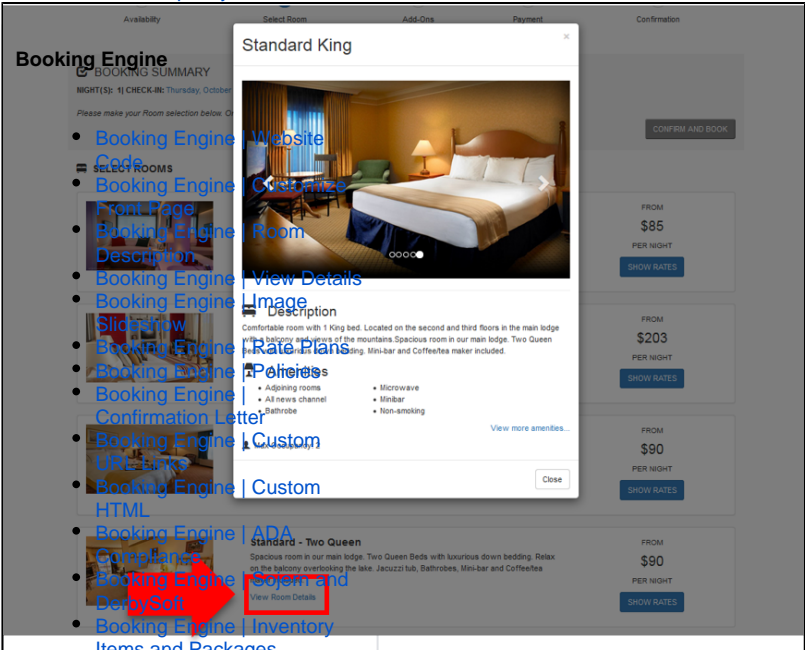 Availability
Select Room
Add-Ons
Payment
Confirmation
Standard King
×
Booking Engine
BOOKING SUMMARY
NIGHT(S): 1| CHECK-IN: Thursday, October
Please make your Room selection below.
CONFIRM AND BOOK
SELECT ROOMS
Booking Engine | Website
Code
Booking Engine | Customize
Front Page
Booking Engine | Room
Description
Booking Engine | View Details
Booking Engine | Image
Slideshow
Booking Engine | Rate Plans
Booking Engine | Policies
Booking Engine |
Confirmation Letter
Booking Engine | Custom
URL Links
Booking Engine | Custom
HTML
Booking Engine | ADA
Compliance
Booking Engine | Sojern and
DerbySoft
Booking Engine | Inventory
Items and Packages
Description
Comfortable room with 1 King bed. Located on the second and third floors in the main lodge
with a balcony and views of the mountains.Spacious room in our main lodge. Two Queen
Beds with luxurious down bedding. Mini-bar and Coffee/tea maker included.
Amenities
Adjoining rooms
All news channel
Bathrobe
Microwave
Minibar
Non-smoking
View more amenities...
Max Occupancy: 2
Close
FROM
$85
PER NIGHT
SHOW RATES
FROM
$203
PER NIGHT
SHOW RATES
FROM
$90
PER NIGHT
SHOW RATES
Standard - Two Queen
Spacious room in our main lodge. Two Queen Beds with luxurious down bedding. Relax
on the balcony overlooking the lake. Jacuzzi tub, Bathrobes, Mini-bar and Coffee/tea
View Room Details
FROM
$90
PER NIGHT
SHOW RATES